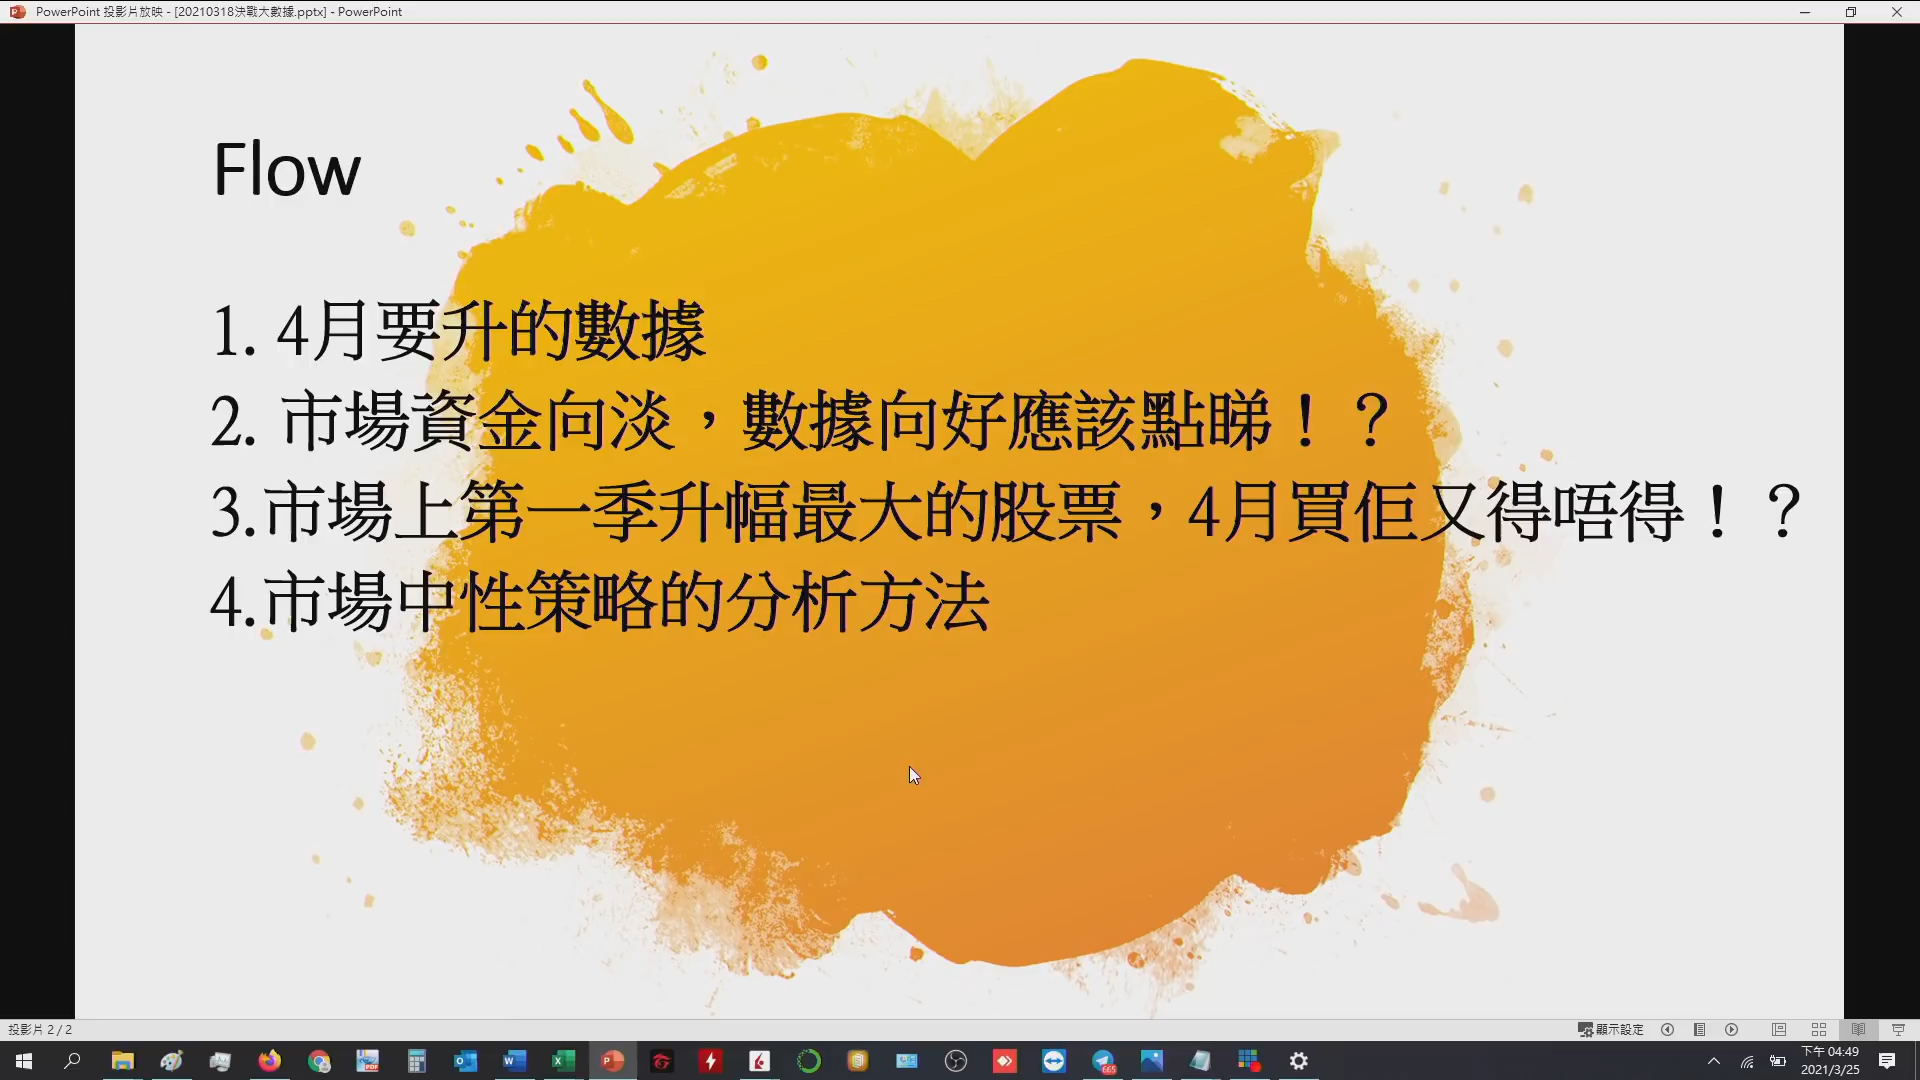 PowerPoint 投影片放映 - [20210318決戰大數據.pptx] - PowerPoint
Flow
1. 4月要升的數據
2. 市場資金向淡，數據向好應該點睇！？
3.市場上第一季升幅最大的股票，4月買佢又得唔得！？
4.市場中性策略的分析方法
投影片 2 / 2
顯示設定
665
下午 04:49
2021/3/25